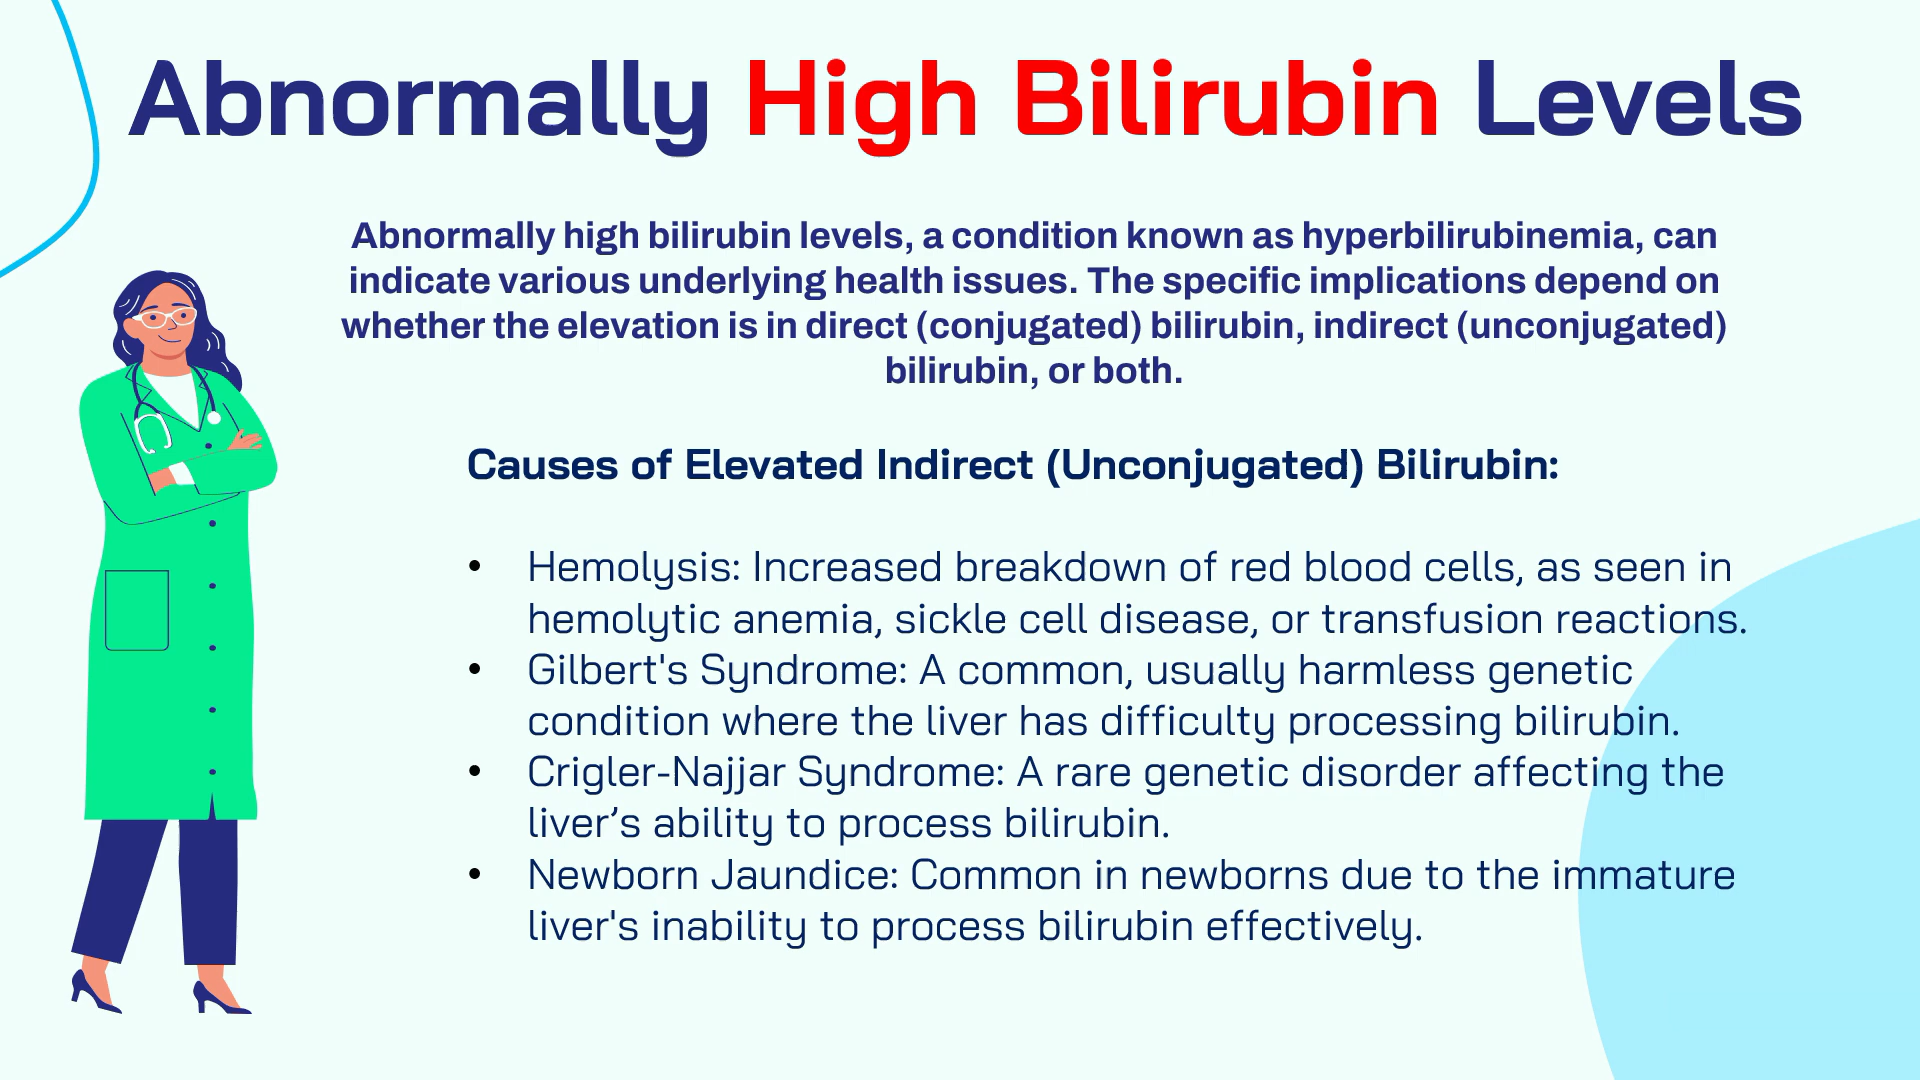 Abnormally High Bilirubin Levels
Abnormally high bilirubin levels, a condition known as hyperbilirubinemia, can
indicate various underlying health issues. The specific implications depend on
whether the elevation is in direct (conjugated) bilirubin, indirect (unconjugated)
bilirubin, or both.
Causes of Elevated Indirect (Unconjugated) Bilirubin:
• Hemolysis: Increased breakdown of red blood cells, as seen in
hemolytic anemia, sickle cell disease, or transfusion reactions.
• Gilbert's Syndrome: A common, usually harmless genetic
condition where the liver has difficulty processing bilirubin.
• Crigler-Najjar Syndrome: A rare genetic disorder affecting the
liver’s ability to process bilirubin.
• Newborn Jaundice: Common in newborns due to the immature
liver's inability to process bilirubin effectively.